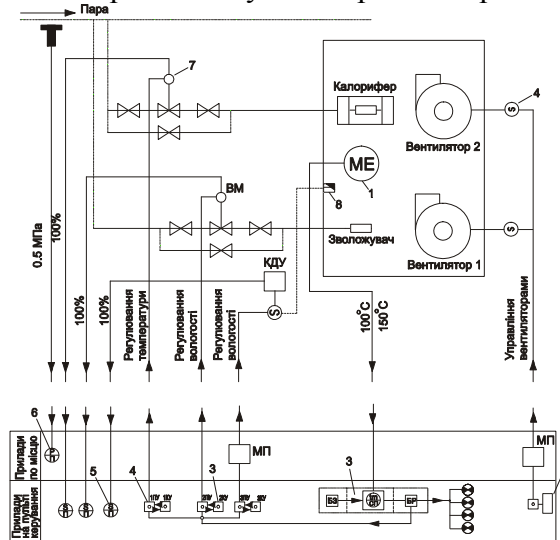 Пара
7
Калорифер
4
Вентилятор 2
МЕ
1
8
ВМ
Зволожувач
КДУ
S
S
S
Вентилятор 1
0.5 МПа
100%
100%
100%
Регулювання температури
Регулювання вологості
Регулювання вологості
100°C
150°C
Управління вентиляторами
Прилади по місцю
6
МП
МП
Прилади на пульті керування
5
4
3
3
БЗ
БР